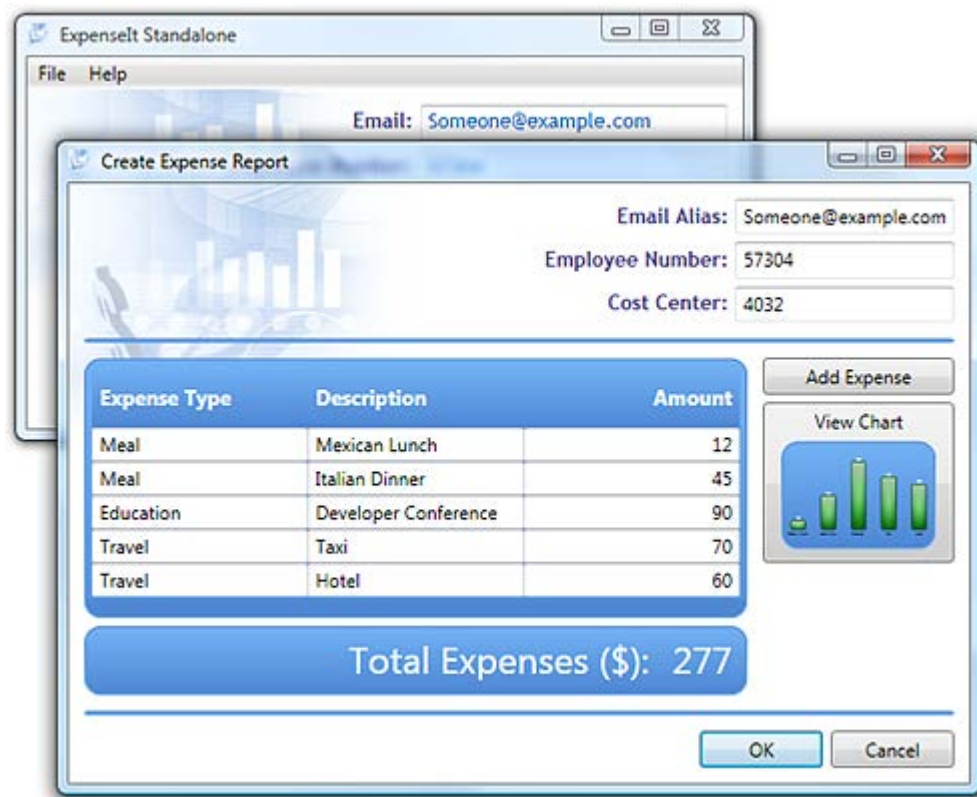 ExpenseIt Standalone
File Help
Email: Someone@example.com
Create Expense Report
Email Alias: Someone@example.com
Employee Number: 57304
Cost Center: 4032
Add Expense
View Chart
Expense Type Description Amount
Meal Mexican Lunch 12
Meal Italian Dinner 45
Education Developer Conference 90
Travel Taxi 70
Travel Hotel 60
Total Expenses ($): 277
OK Cancel